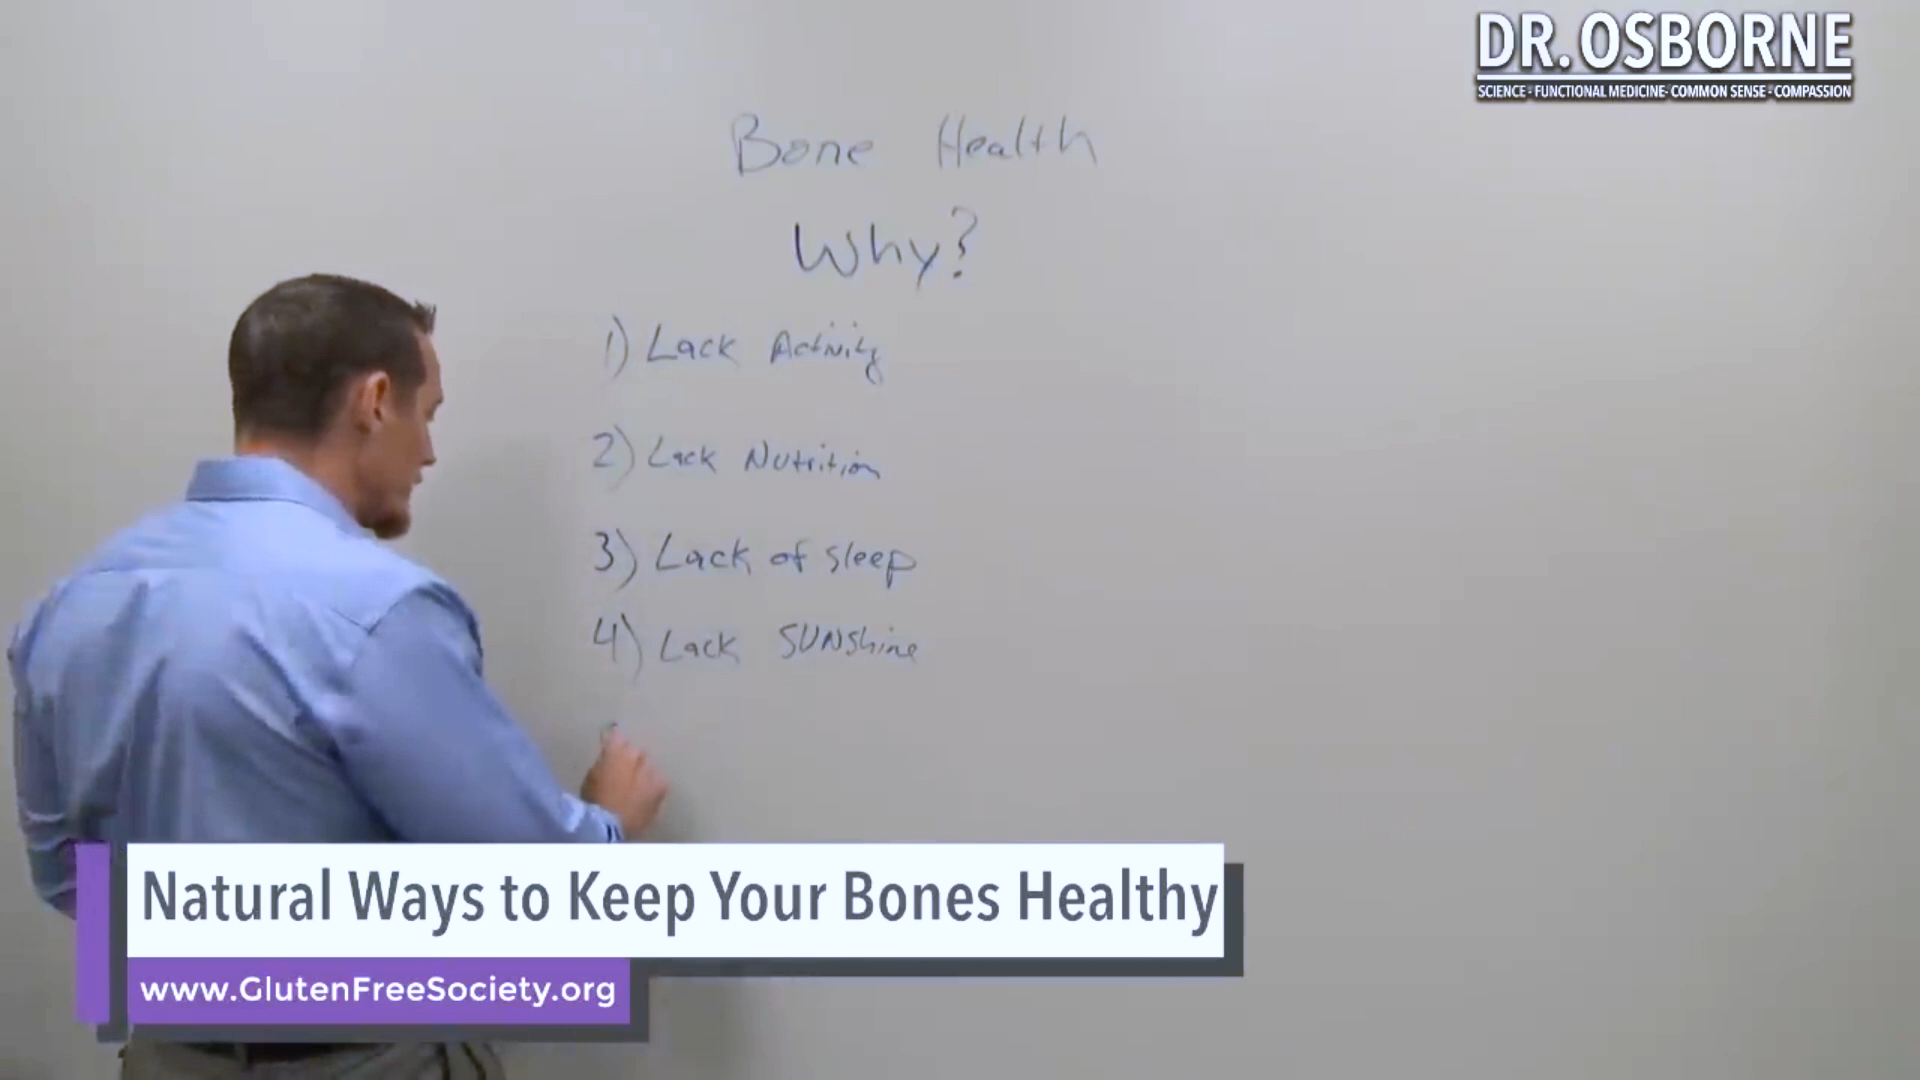 DR. OSBORNE
SCIENCE - FUNCTIONAL MEDICINE - COMMON SENSE - COMPASSION
Bone Health
Why?
1) Lack Activity
2) Lack Nutrition
3) Lack of sleep
4) Lack SUNShine
Natural Ways to Keep Your Bones Healthy
www.GlutenFreeSociety.org